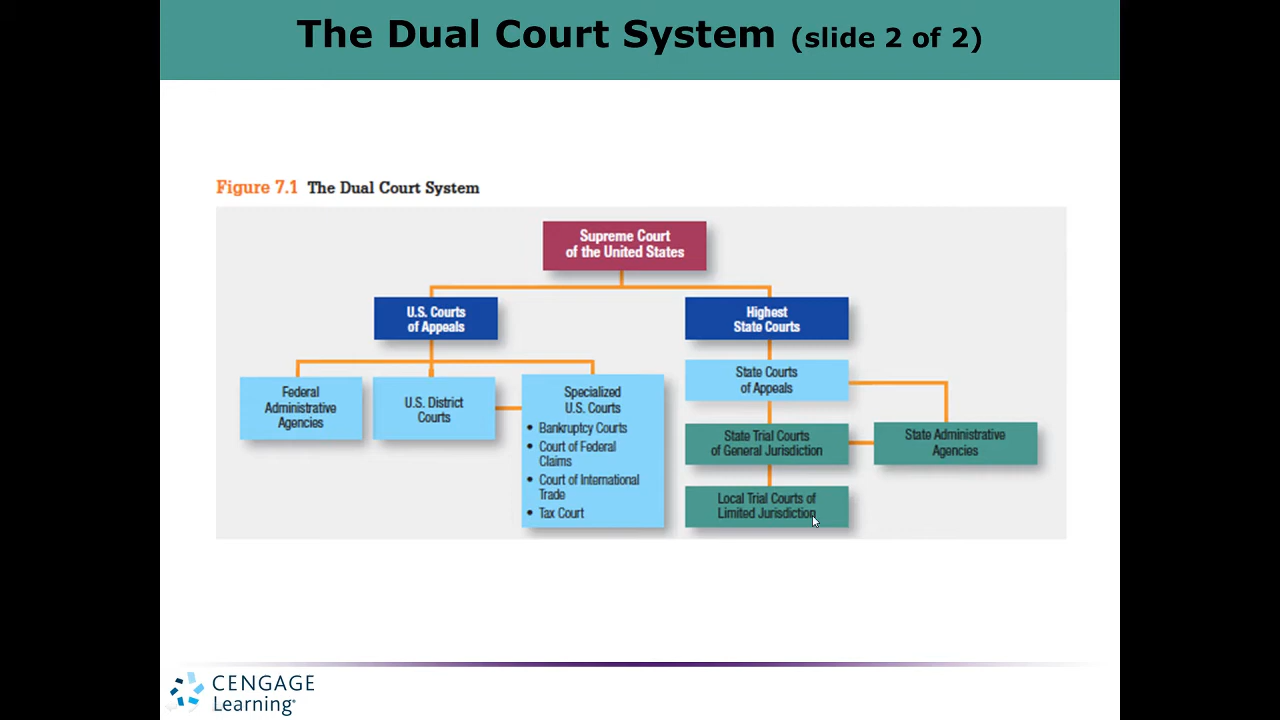 The Dual Court System (slide 2 of 2)
Figure 7.1 The Dual Court System
Supreme Court
of the United States
U.S. Courts
of Appeals
Highest
State Courts
Federal
Administrative
Agencies
U.S. District
Courts
Specialized
U.S. Courts
• Bankruptcy Courts
• Court of Federal
Claims
• Court of International
Trade
• Tax Court
State Courts
of Appeals
State Trial Courts
of General Jurisdiction
State Administrative
Agencies
Local Trial Courts of
Limited Jurisdiction
CENGAGE
Learning®